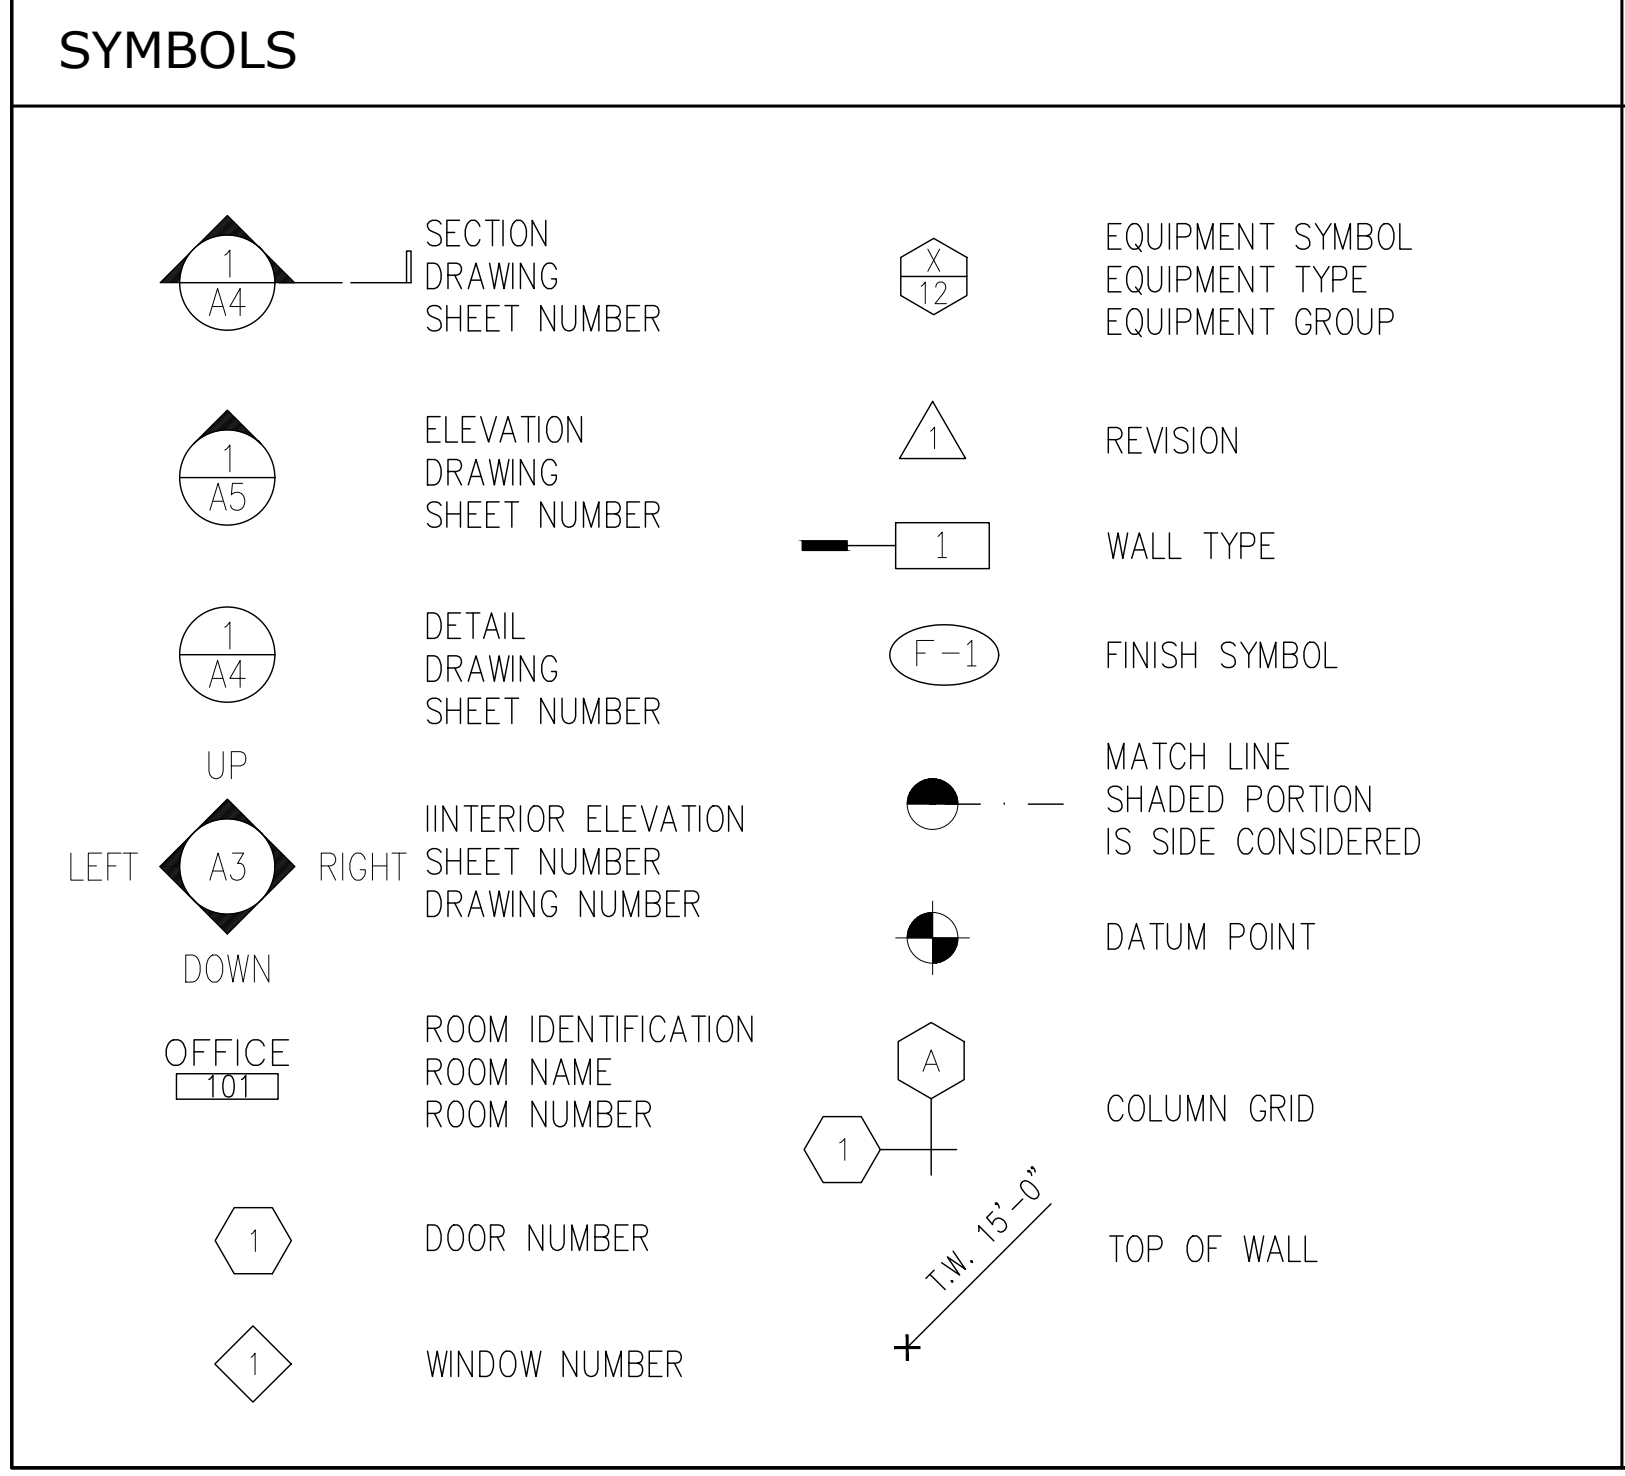 SYMBOLS
1
A4
SECTION
DRAWING
SHEET NUMBER
1
A5
ELEVATION
DRAWING
SHEET NUMBER
1
A4
DETAIL
DRAWING
SHEET NUMBER
UP
LEFT
A3
RIGHT
DOWN
IINTERIOR ELEVATION
SHEET NUMBER
DRAWING NUMBER
OFFICE
101
ROOM IDENTIFICATION
ROOM NAME
ROOM NUMBER
1
DOOR NUMBER
1
WINDOW NUMBER
X
12
EQUIPMENT SYMBOL
EQUIPMENT TYPE
EQUIPMENT GROUP
1
REVISION
1
WALL TYPE
F-1
FINISH SYMBOL
MATCH LINE
SHADED PORTION
IS SIDE CONSIDERED
DATUM POINT
A
1
COLUMN GRID
T.W. 15'-0"
TOP OF WALL